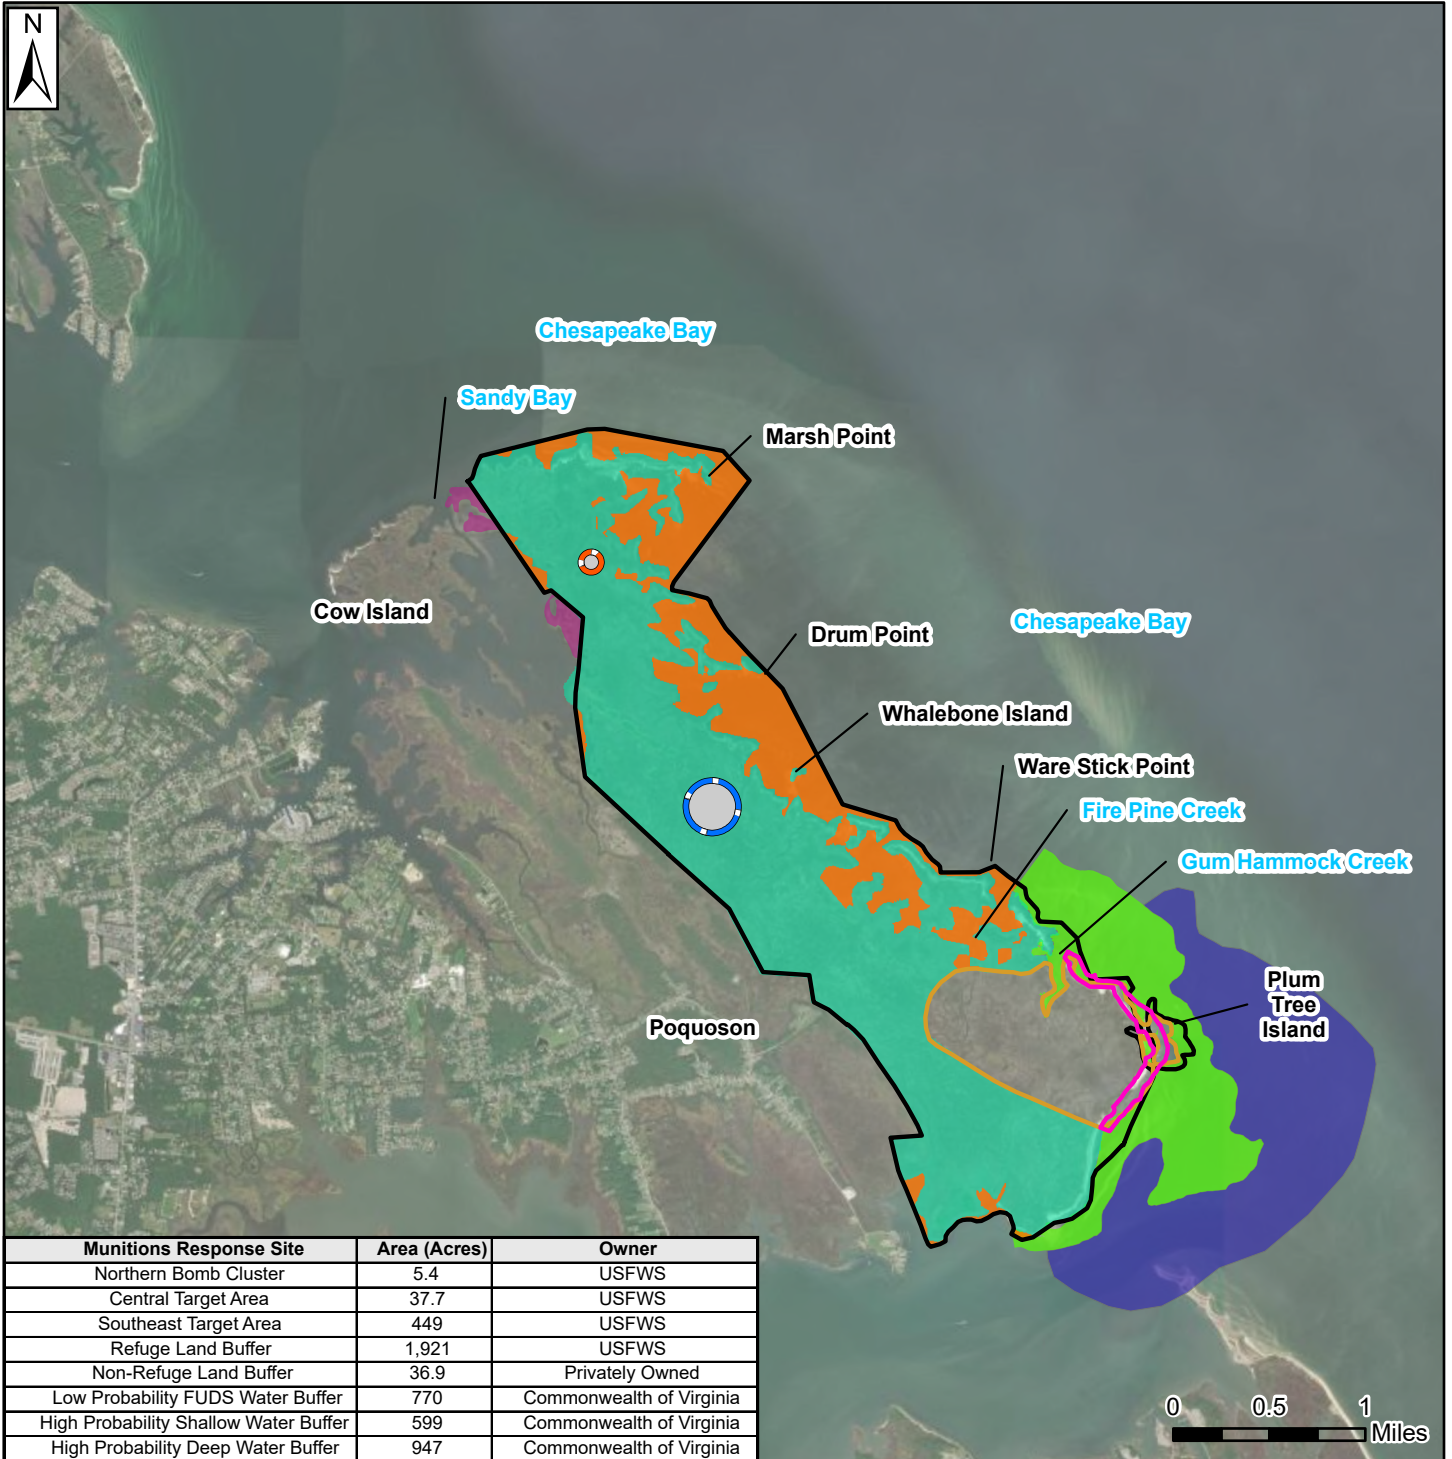 N
Chesapeake Bay
Sandy Bay
Marsh Point
Cow Island
Drum Point
Chesapeake Bay
Whalebone Island
Ware Stick Point
Fire Pine Creek
Gum Hammock Creek
Plum
Tree
Island
Poquoson
Munitions Response Site Area (Acres) Owner
Northern Bomb Cluster 5.4 USFWS
Central Target Area 37.7 USFWS
Southeast Target Area 449 USFWS
Refuge Land Buffer 1,921 USFWS
Non-Refuge Land Buffer 36.9 Privately Owned
Low Probability FUDS Water Buffer 770 Commonwealth of Virginia
High Probability Shallow Water Buffer 599 Commonwealth of Virginia
High Probability Deep Water Buffer 947 Commonwealth of Virginia
0 0.5 1
Miles